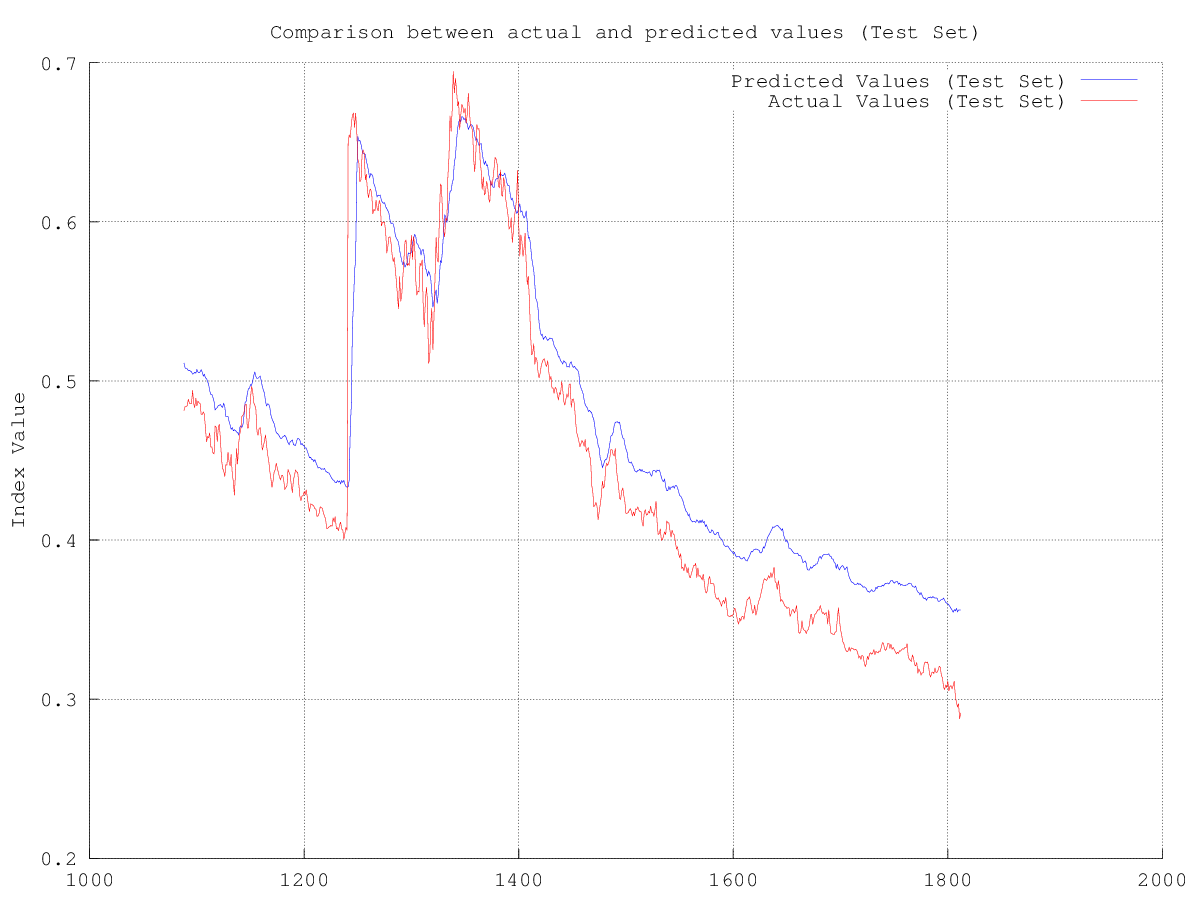 Comparison between actual and predicted values (Test Set)
0.7
Predicted Values (Test Set)
Actual Values (Test Set)
0.6
0.5
Index Value
0.4
0.3
0.2
1000 1200 1400 1600 1800 2000